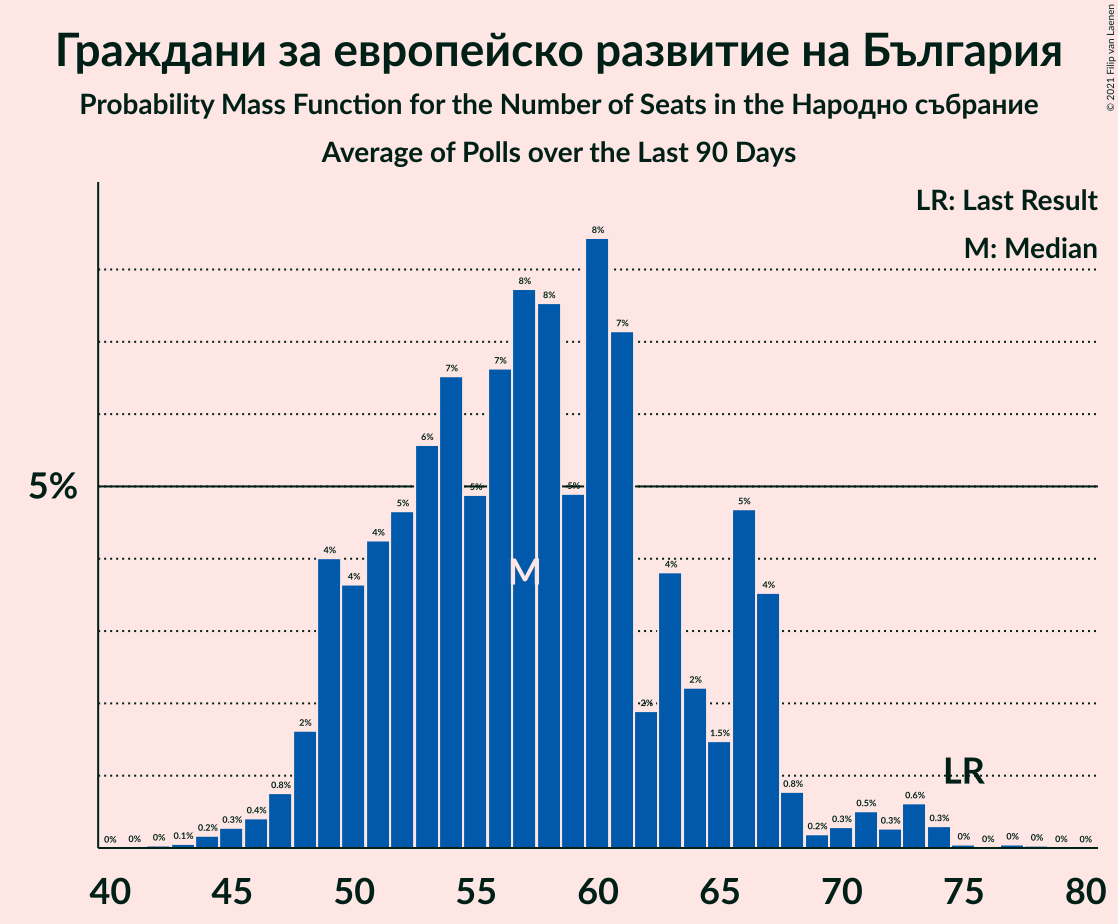 Граждани за европейско развитие на България
Probability Mass Function for the Number of Seats in the Народно събрание
Average of Polls over the Last 90 Days
© 2021 Filip van Laenen
LR: Last Result
M: Median
5%
0% 0% 0% 0.1% 0.2% 0.3% 0.4% 0.8% 2% 4% 4% 4% 5% 6% 7% 5% 7% 8% 8% 5% 8% 7% 2% 4% 2% 1.5% 5% 4% 0.8% 0.2% 0.3% 0.5% 0.3% 0.6% 0.3% 0% 0% 0% 0% 0% 0%
M
LR
40 45 50 55 60 65 70 75 80